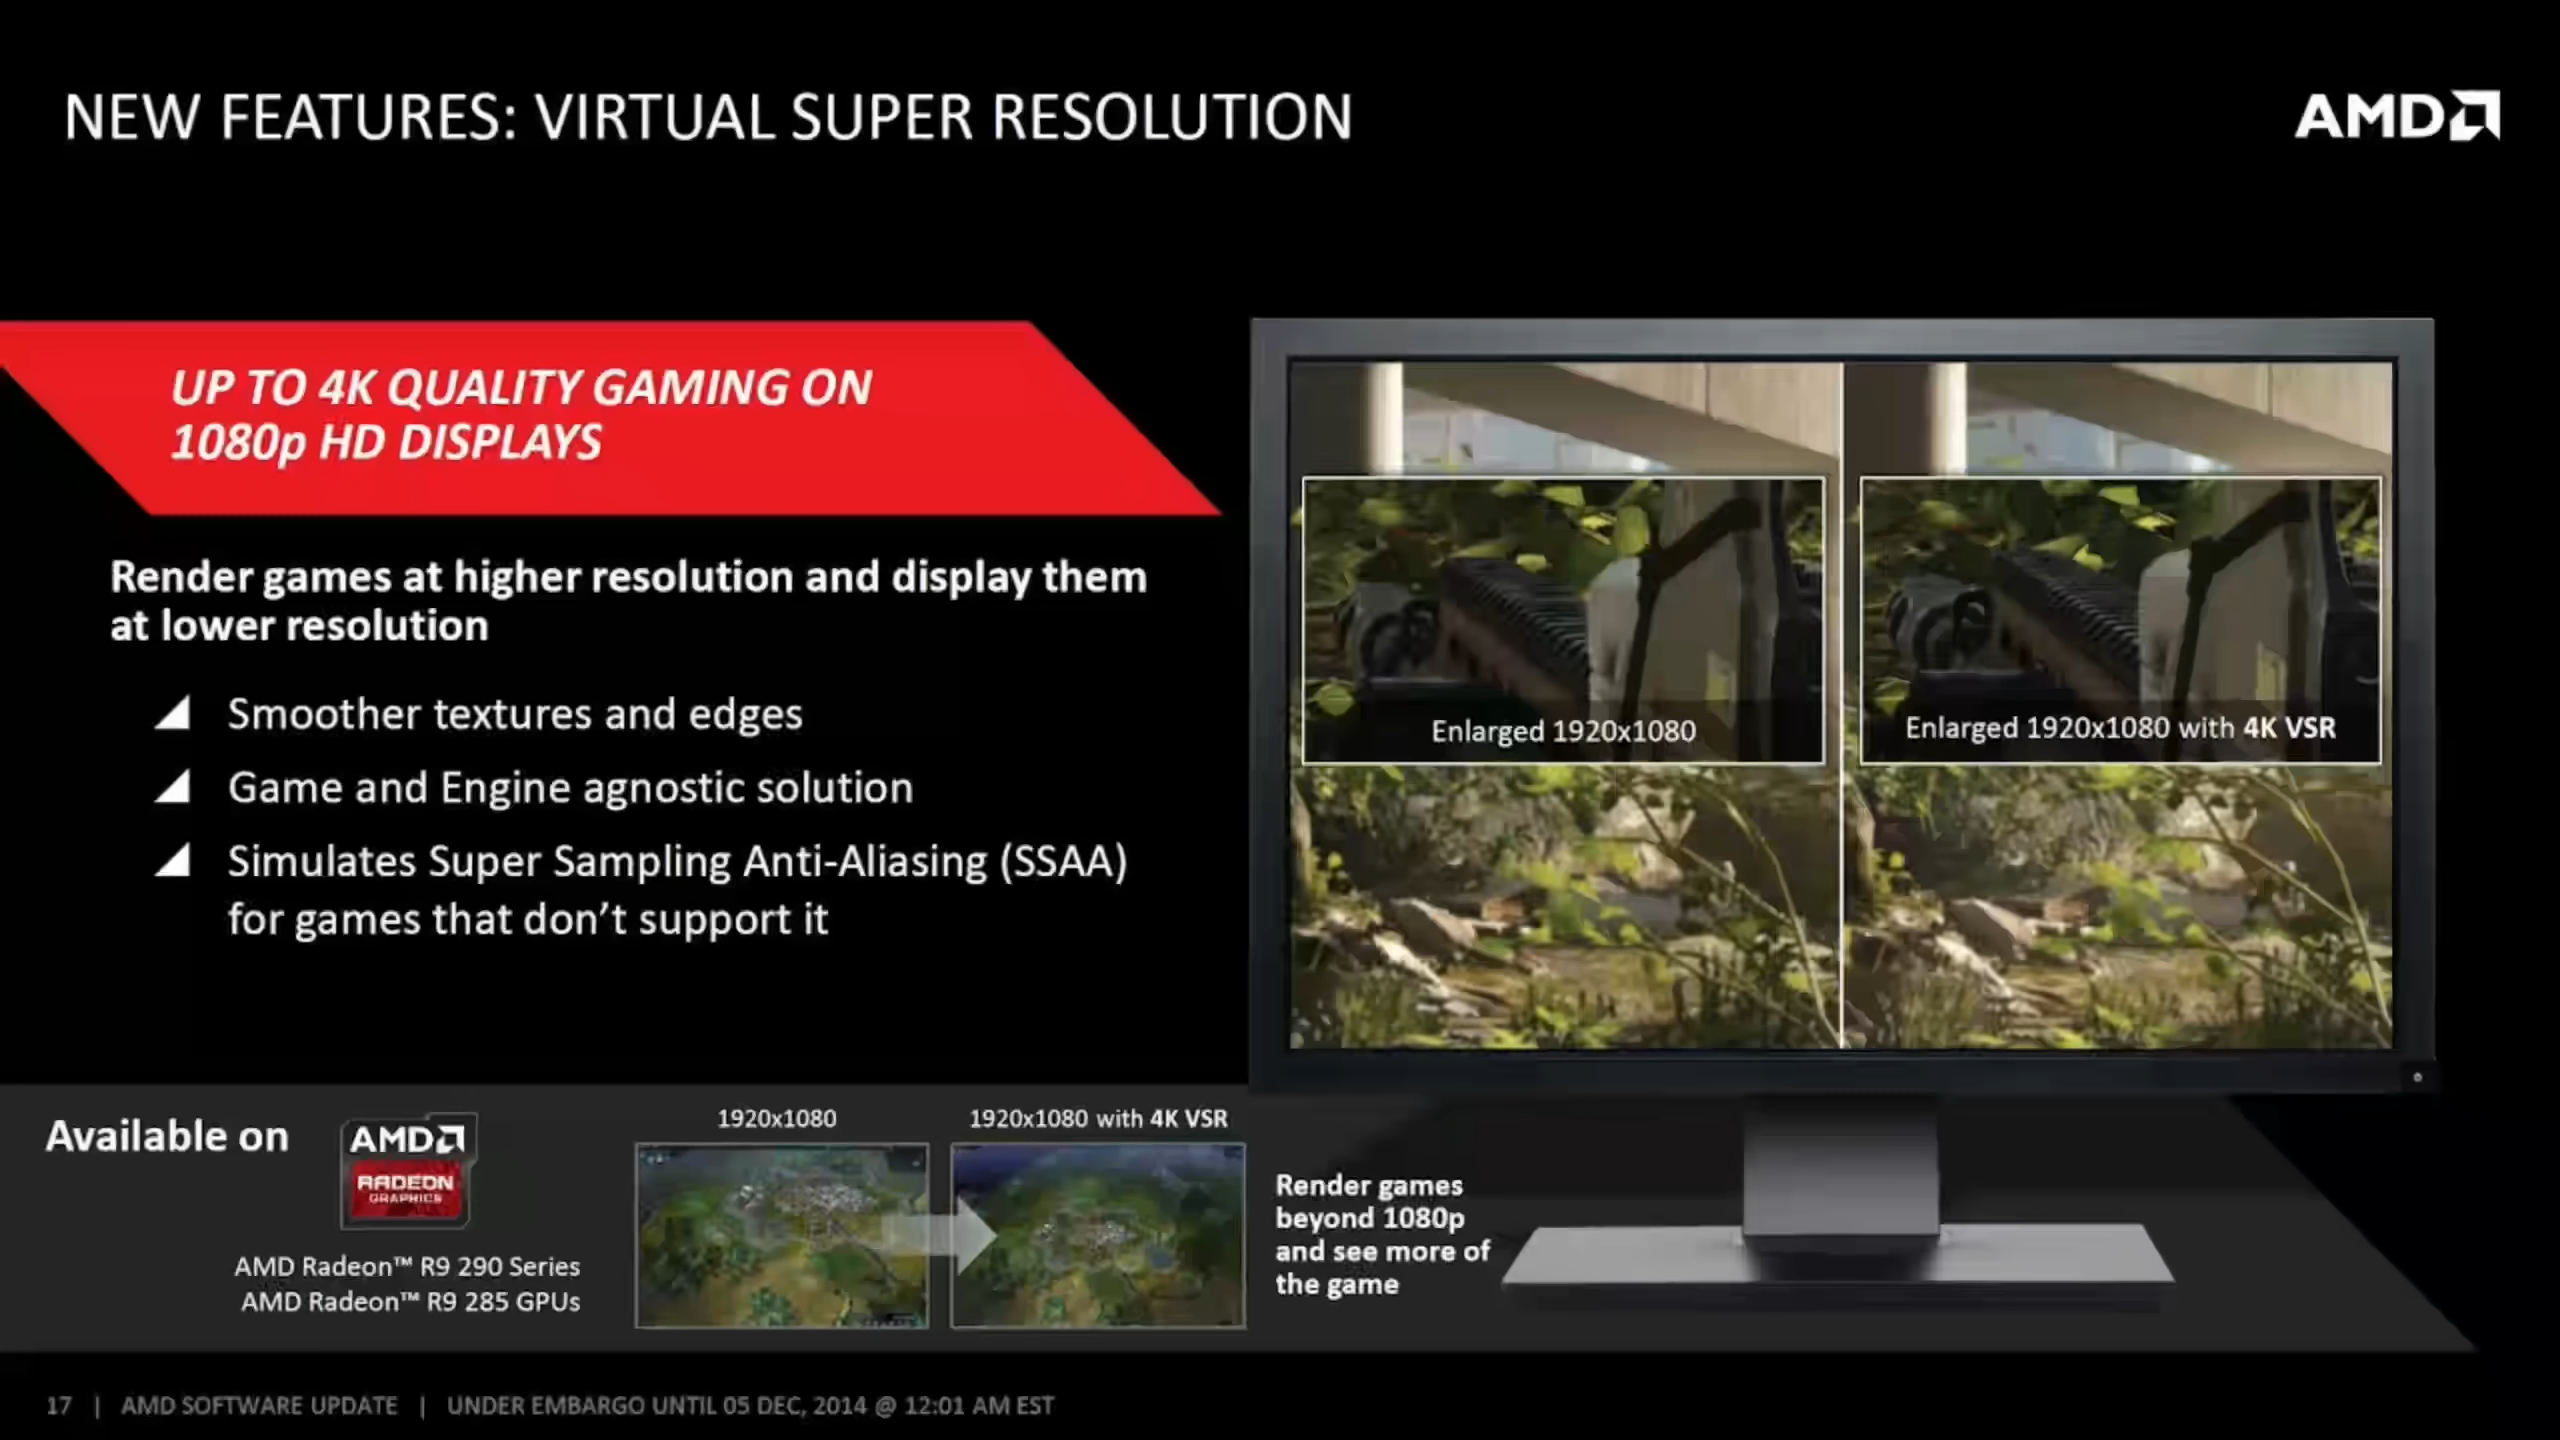 NEW FEATURES: VIRTUAL SUPER RESOLUTION
AMD
UP TO 4K QUALITY GAMING ON
1080p HD DISPLAYS
Render games at higher resolution and display them
at lower resolution
Smoother textures and edges
Game and Engine agnostic solution
Simulates Super Sampling Anti-Aliasing (SSAA)
for games that don't support it
Enlarged 1920x1080
Enlarged 1920x1080 with 4K VSR
Available on
AMD
RADEON
GRAPHICS
AMD Radeon™ R9 290 Series
AMD Radeon™ R9 285 GPUs
1920x1080
1920x1080 with 4K VSR
Render games
beyond 1080p
and see more of
the game
17 | AMD SOFTWARE UPDATE | UNDER EMBARGO UNTIL 05 DEC, 2014 @ 12:01 AM EST